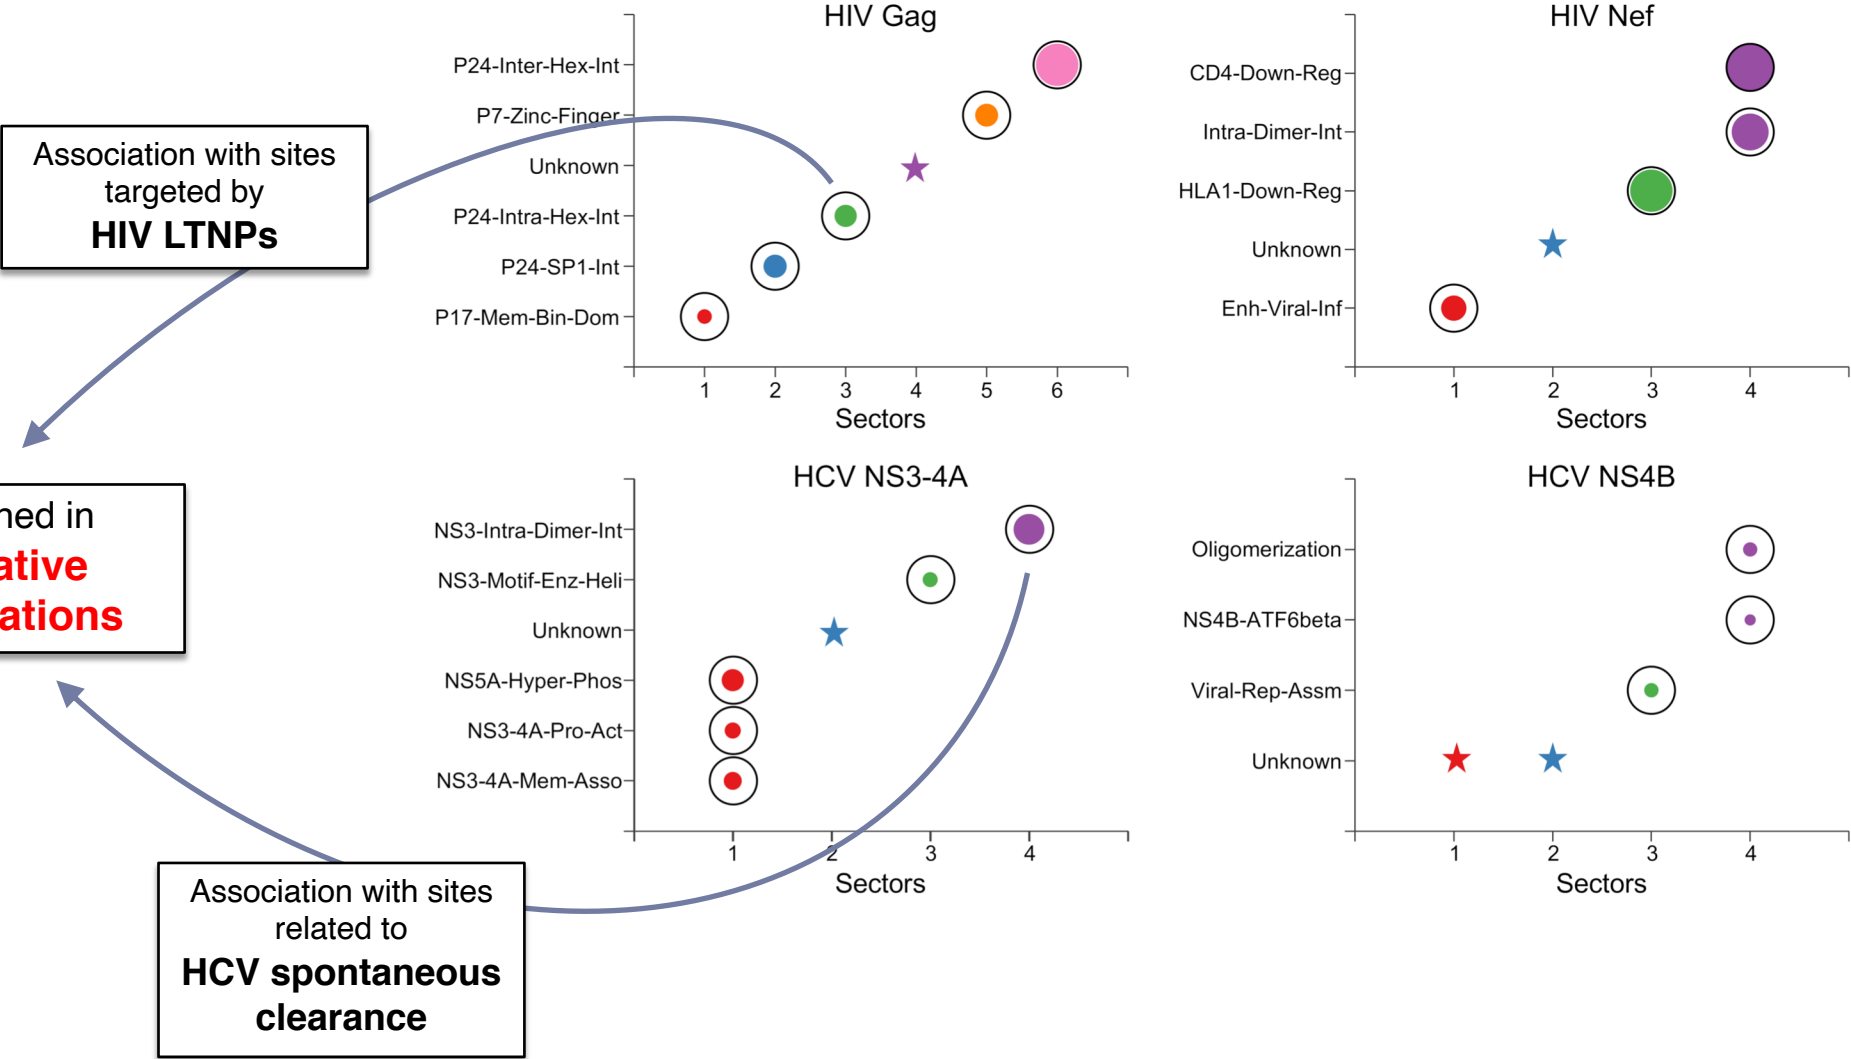 HIV Gag
P24-Inter-Hex-Int
P7-Zinc-Finger
Unknown
P24-Intra-Hex-Int
P24-SP1-Int
P17-Mem-Bin-Dom
1 2 3 4 5 6
Sectors
HIV Nef
CD4-Down-Reg
Intra-Dimer-Int
HLA1-Down-Reg
Unknown
Enh-Viral-Inf
1 2 3 4
Sectors
Association with sites
targeted by
HIV LTNPs
ned in
ative
ations
HCV NS3-4A
NS3-Intra-Dimer-Int
NS3-Motif-Enz-Heli
Unknown
NS5A-Hyper-Phos
NS3-4A-Pro-Act
NS3-4A-Mem-Asso
1 2 3 4
Sectors
HCV NS4B
Oligomerization
NS4B-ATF6beta
Viral-Rep-Assm
Unknown
1 2 3 4
Sectors
Association with sites
related to
HCV spontaneous
clearance